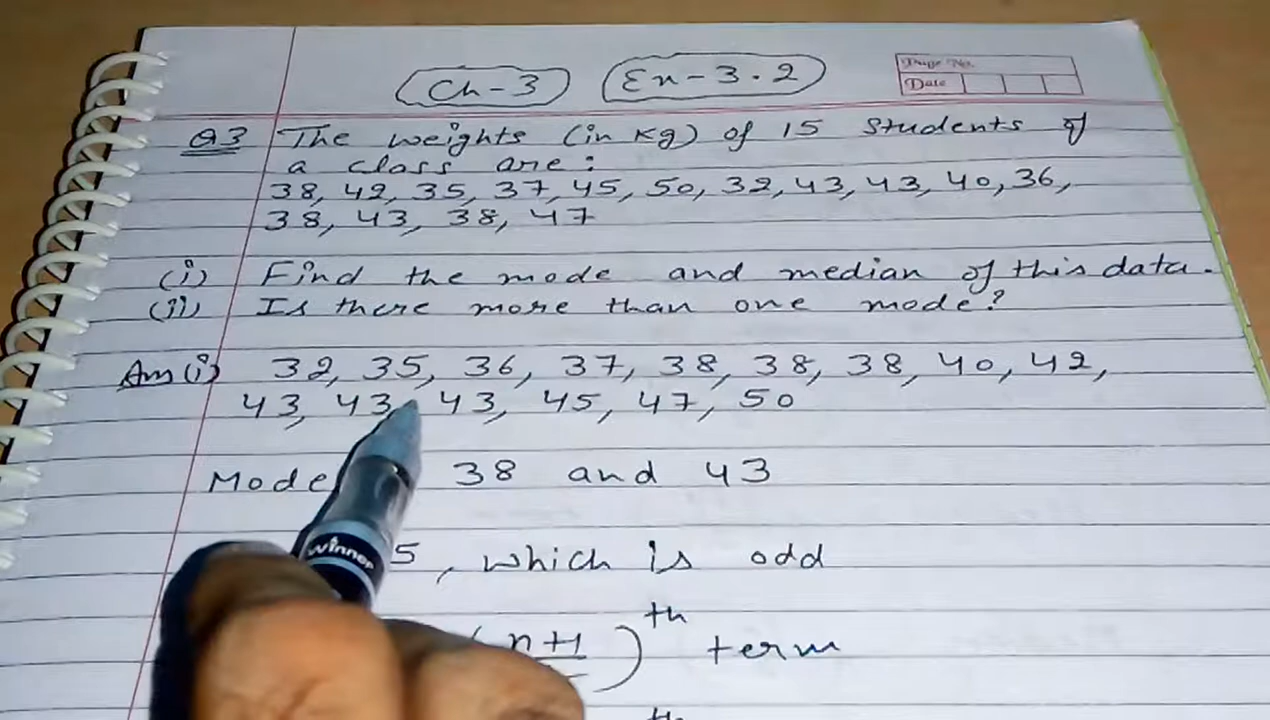 Ch-3 Ex-3.2
Page No.
Date
Q3 The weights (in Kg) of 15 students of
a class are:
38, 42, 35, 37, 45, 50, 32, 43, 43, 40, 36,
38, 43, 38, 47
(i) Find the mode and median of this data.
(ii) Is there more than one mode?
Ans(i) 32, 35, 36, 37, 38, 38, 38, 40, 42,
43, 43, 43, 45, 47, 50
Mode 38 and 43
winner
5, which is odd
(n+1)th term
th